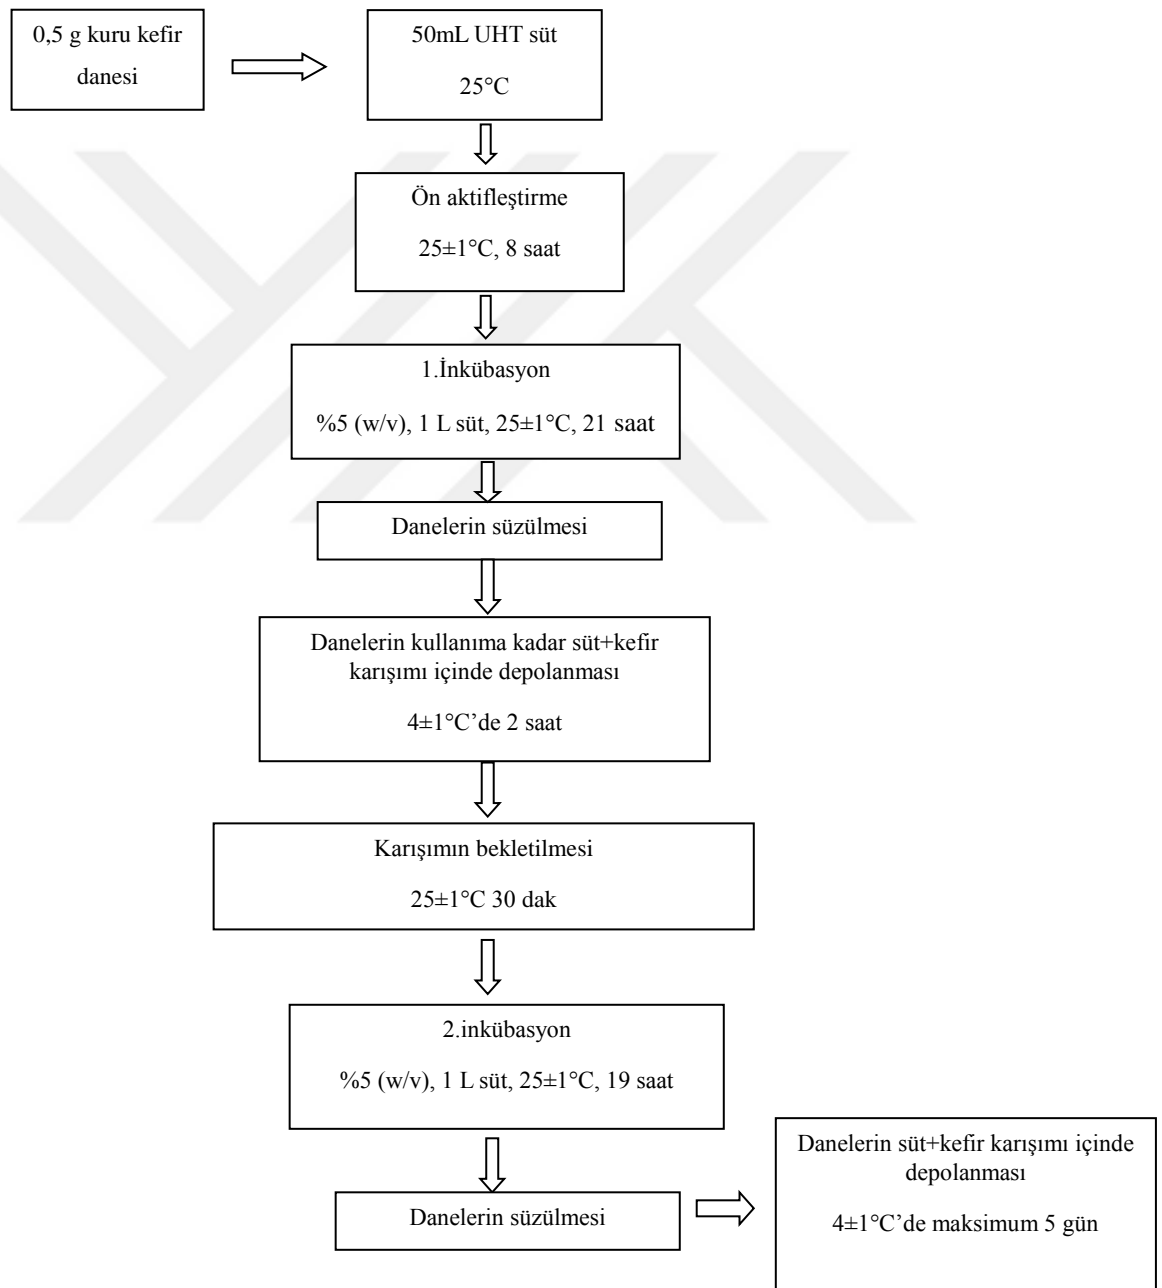 0,5 g kuru kefir
danesi
50mL UHT süt
25°C
Ön aktifleştirme
25±1°C, 8 saat
1.İnkübasyon
%5 (w/v), 1 L süt, 25±1°C, 21 saat
Danelerin süzülmesi
Danelerin kullanıma kadar süt+kefir
karışımı içinde depolanması
4±1°C’de 2 saat
Karışımın bekletilmesi
25±1°C 30 dak
2.inkübasyon
%5 (w/v), 1 L süt, 25±1°C, 19 saat
Danelerin süzülmesi
Danelerin süt+kefir karışımı içinde
depolanması
4±1°C’de maksimum 5 gün